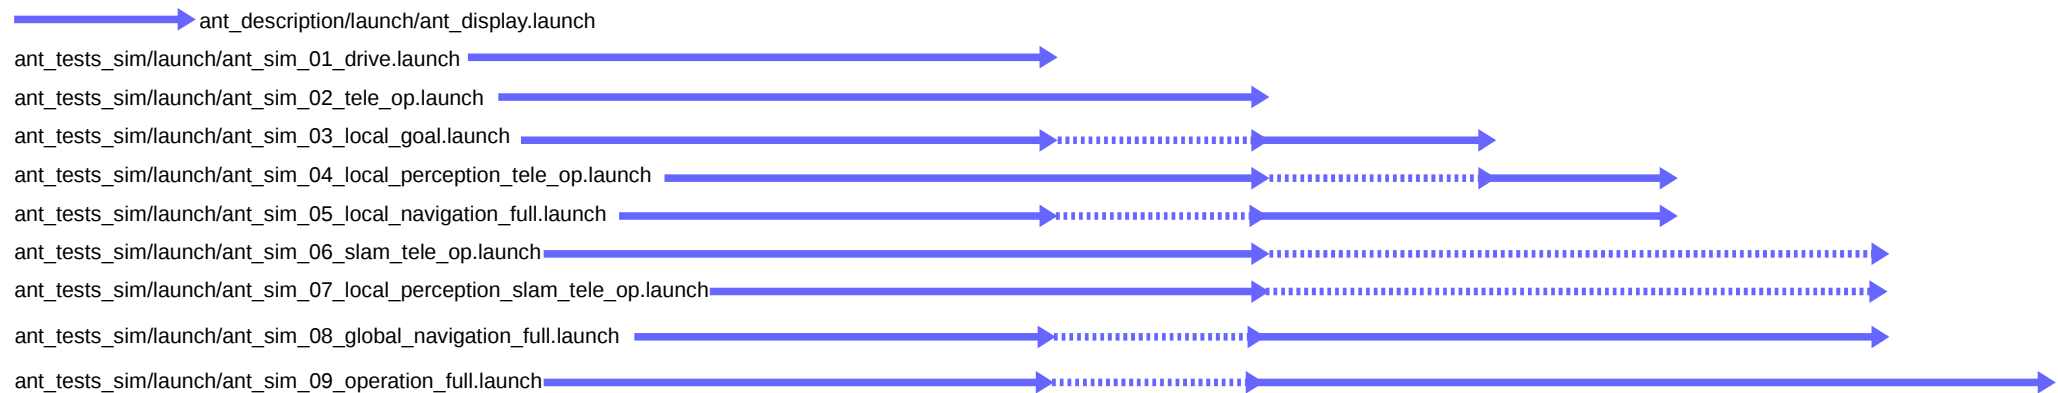 ant_description/launch/ant_display.launch
ant_tests_sim/launch/ant_sim_01_drive.launch
ant_tests_sim/launch/ant_sim_02_tele_op.launch
ant_tests_sim/launch/ant_sim_03_local_goal.launch
ant_tests_sim/launch/ant_sim_04_local_perception_tele_op.launch
ant_tests_sim/launch/ant_sim_05_local_navigation_full.launch
ant_tests_sim/launch/ant_sim_06_slam_tele_op.launch
ant_tests_sim/launch/ant_sim_07_local_perception_slam_tele_op.launch
ant_tests_sim/launch/ant_sim_08_global_navigation_full.launch
ant_tests_sim/launch/ant_sim_09_operation_full.launch